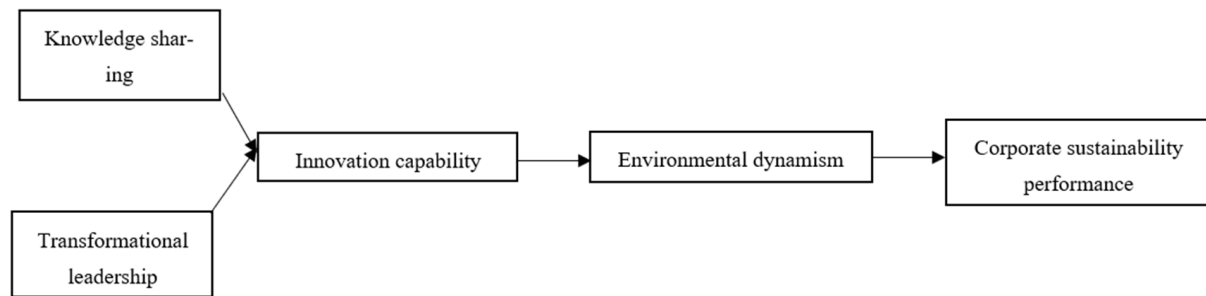 Knowledge shar-
ing
Innovation capability
Environmental dynamism
Corporate sustainability
performance
Transformational
leadership